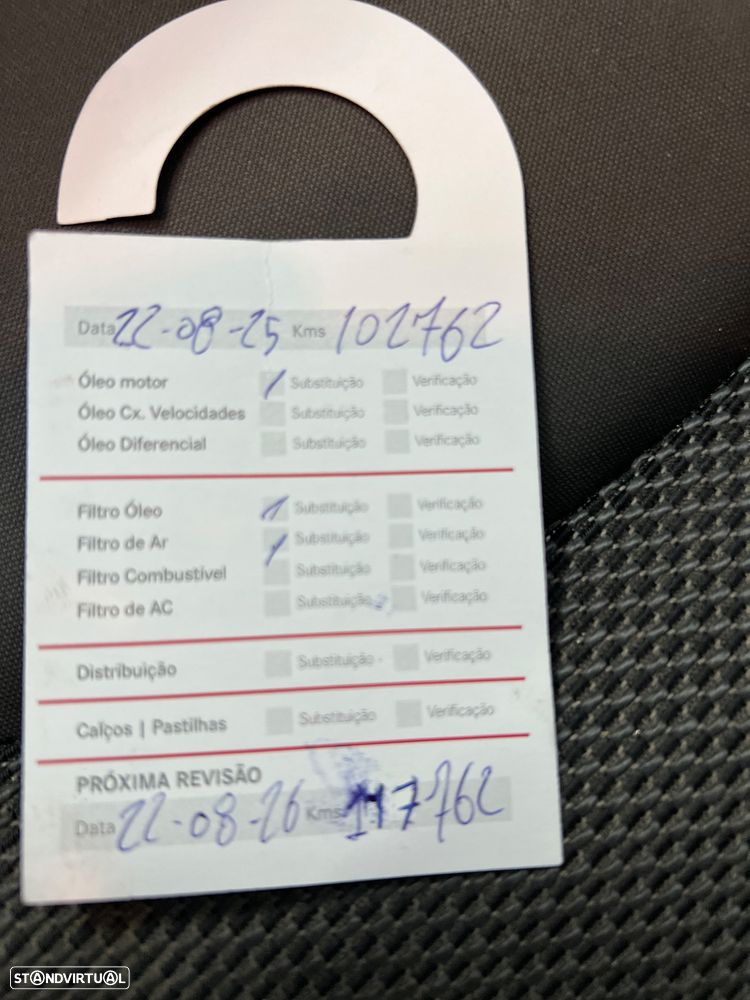 Data 22-08-25 Kms 102762
Óleo motor Substituição Verificação
Óleo Cx. Velocidades Substituição Verificação
Óleo Diferencial Substituição Verificação
Filtro Óleo Substituição Verificação
Filtro de Ar Substituição Verificação
Filtro Combustível Substituição Verificação
Filtro de AC Substituição Verificação
Distribuição Substituição Verificação
Calços | Pastilhas Substituição Verificação
PRÓXIMA REVISÃO
Data 22-08-26 Kms 117762
STANDVIRTUAL